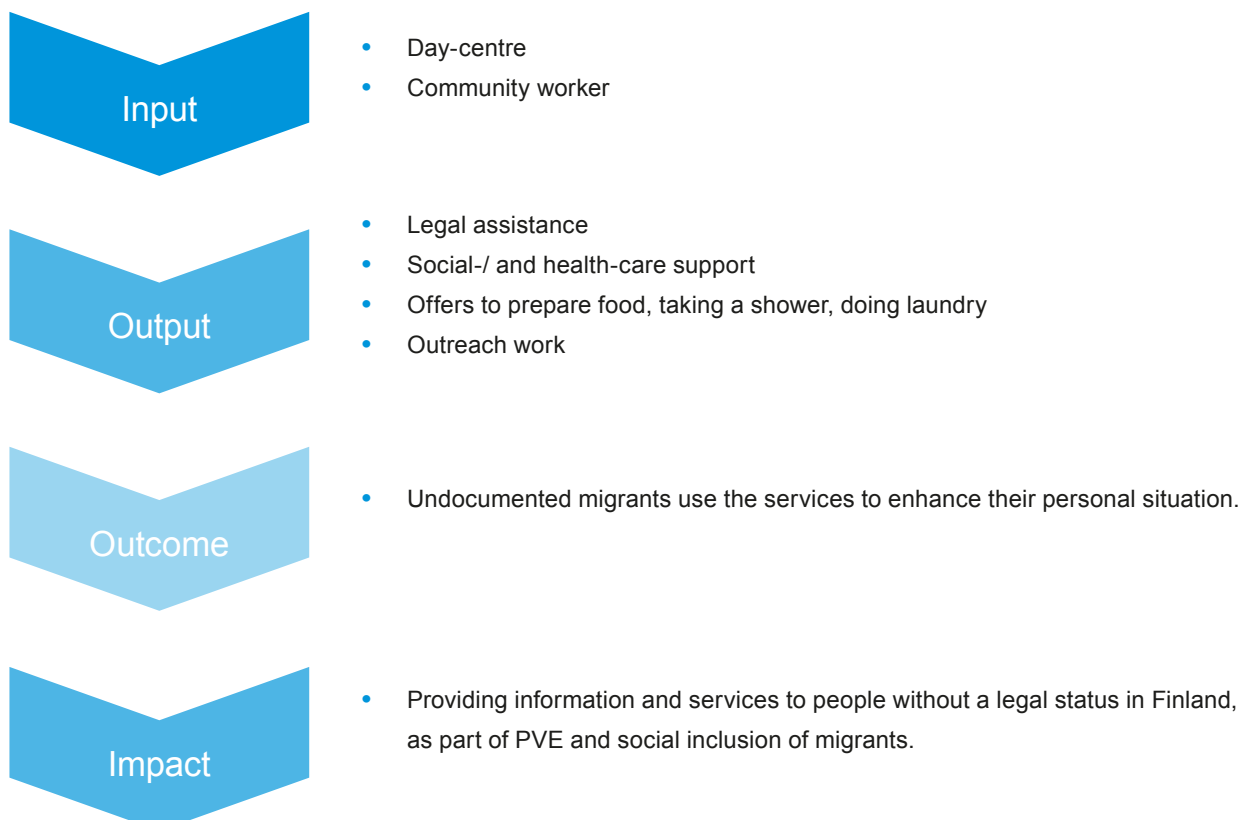 Input
• Day-centre
• Community worker
Output
• Legal assistance
• Social-/ and health-care support
• Offers to prepare food, taking a shower, doing laundry
• Outreach work
Outcome
• Undocumented migrants use the services to enhance their personal situation.
Impact
• Providing information and services to people without a legal status in Finland,
as part of PVE and social inclusion of migrants.